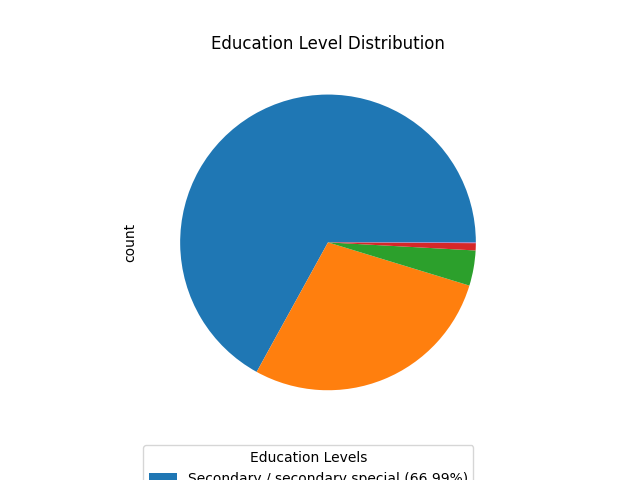 Education Level Distribution
count
Education Levels
Secondary / secondary special (66.99%)